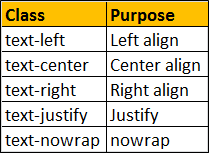 Class Purpose
text-left Left align
text-center Center align
text-right Right align
text-justify Justify
text-nowrap nowrap